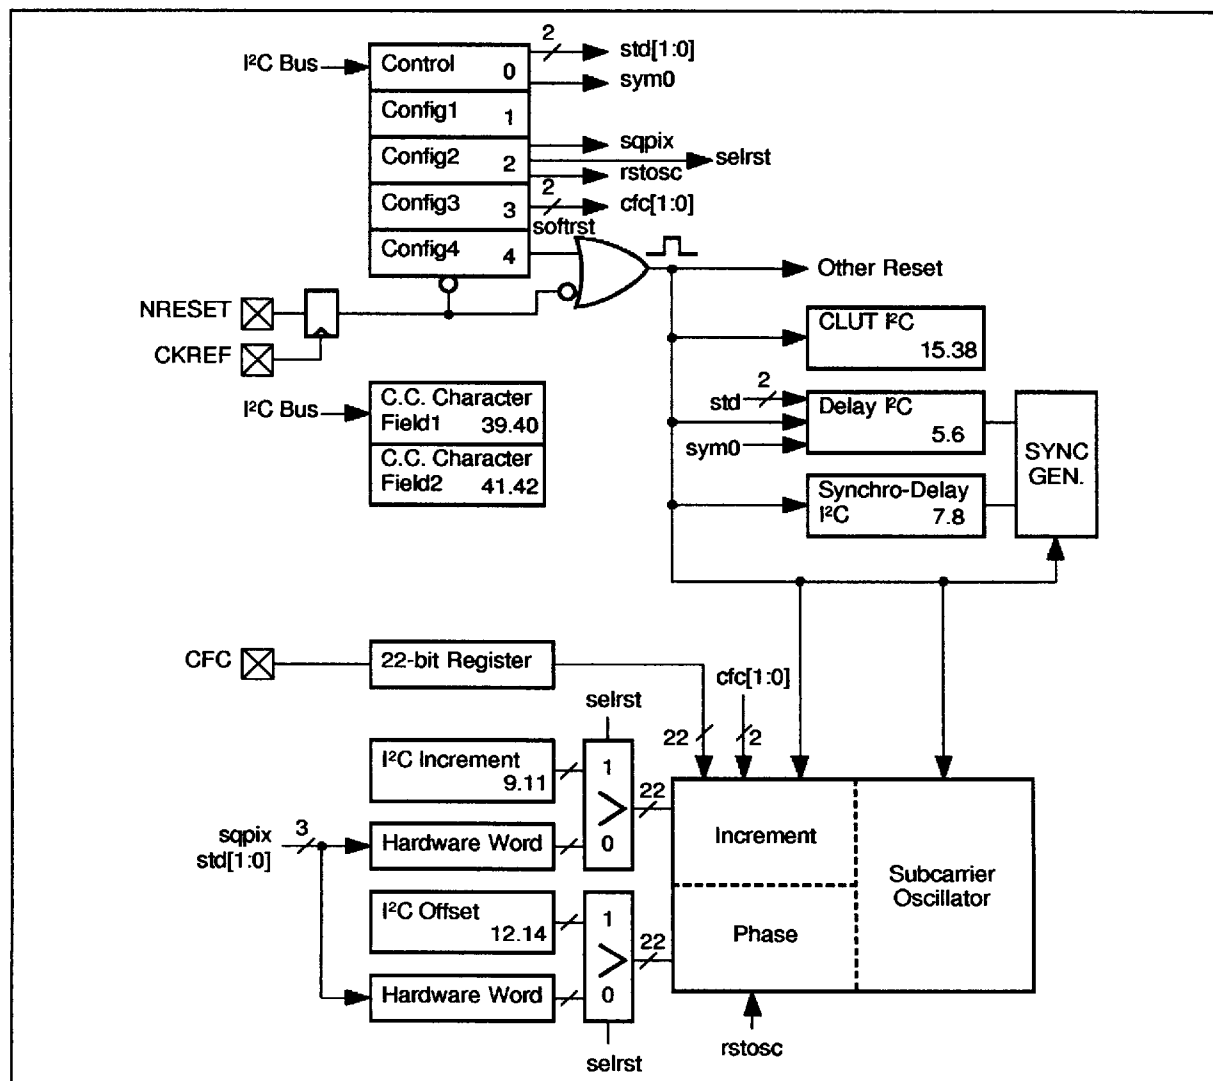 2
std[1:0]
I²C Bus
Control
0
sym0
Config1
1
sqpix
Config2
2
selrst
rstosc
2
Config3
3
cfc[1:0]
softrst
Config4
4
Other Reset
NRESET
CLUT I²C
15.38
CKREF
I²C Bus
C.C. Character
Field1 39.40
C.C. Character
Field2 41.42
2
std
Delay I²C
5.6
sym0
SYNC
GEN.
Synchro-Delay
I²C 7.8
CFC
22-bit Register
cfc[1:0]
selrst
22
2
I²C Increment
9.11
1
22
sqpix
std[1:0]
3
Hardware Word
0
Increment
Subcarrier
Oscillator
I²C Offset
12.14
1
22
Phase
Hardware Word
0
rstosc
selrst